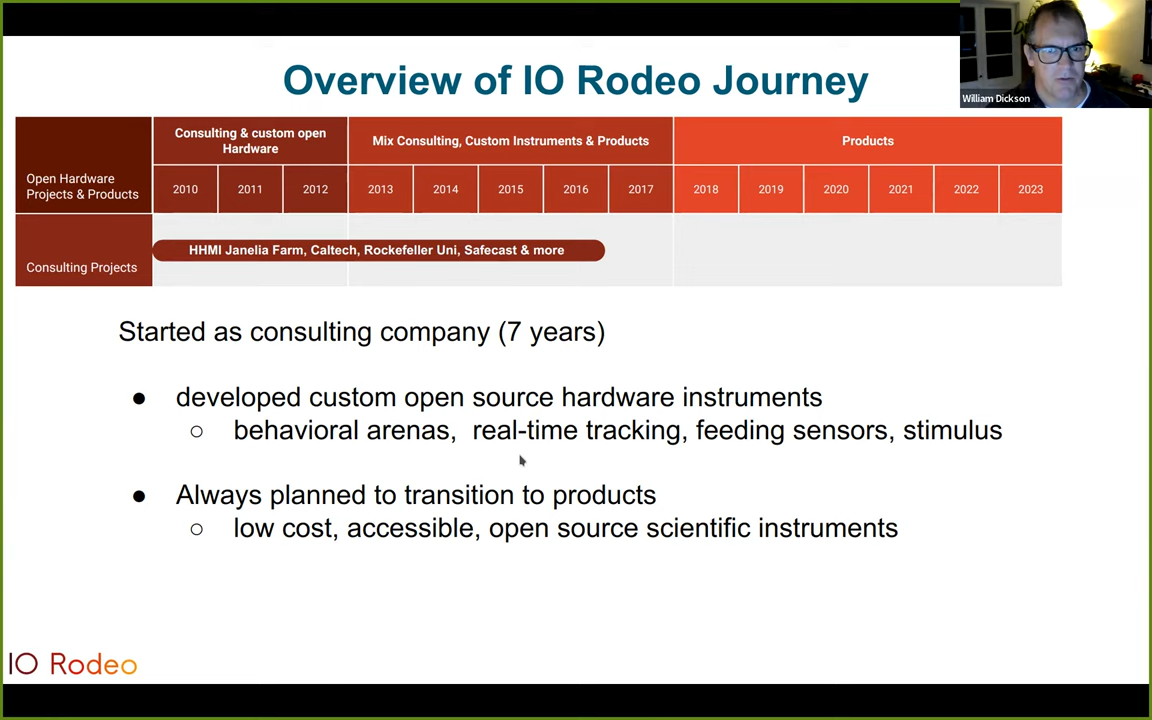 Overview of IO Rodeo Journey
William Dickson
Open Hardware
Projects & Products
Consulting & custom open
Hardware
Mix Consulting, Custom Instruments & Products
Products
2010 2011 2012 2013 2014 2015 2016 2017 2018 2019 2020 2021 2022 2023
Consulting Projects
HHMI Janelia Farm, Caltech, Rockefeller Uni, Safecast & more
Started as consulting company (7 years)
● developed custom open source hardware instruments
○ behavioral arenas, real-time tracking, feeding sensors, stimulus
● Always planned to transition to products
○ low cost, accessible, open source scientific instruments
IO Rodeo